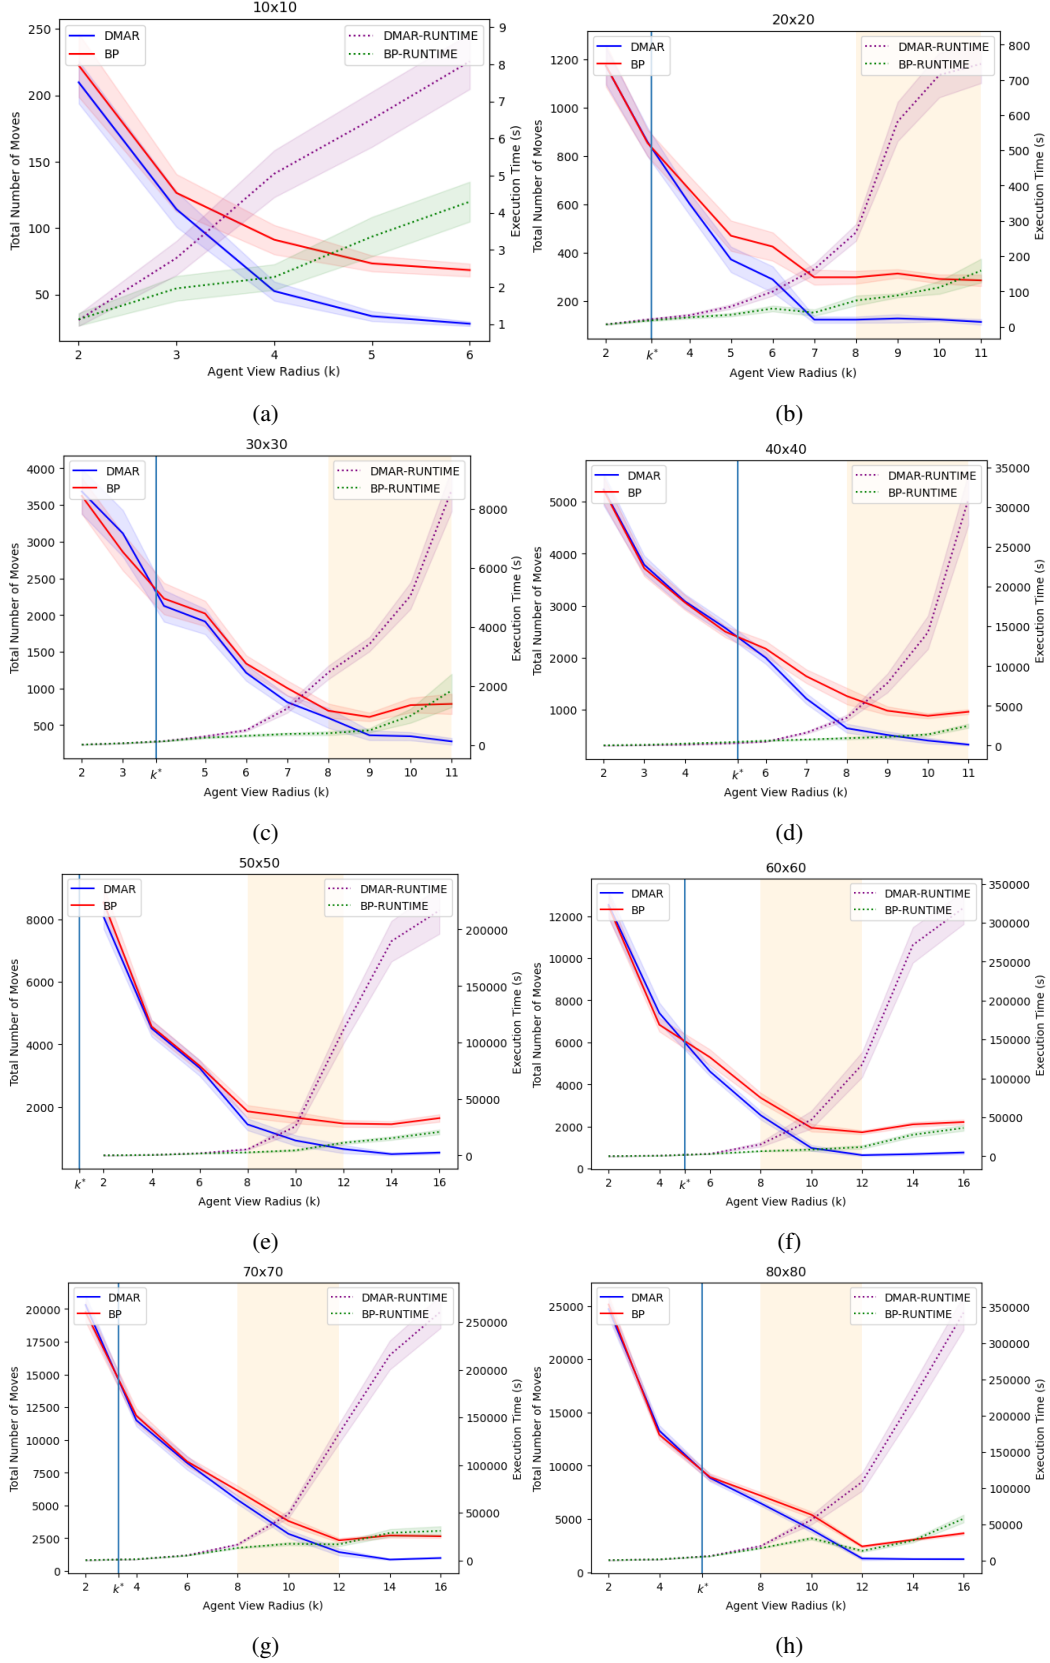 10x10
DMAR
BP
DMAR-RUNTIME
BP-RUNTIME
Total Number of Moves
250
200
150
100
50
Execution Time (s)
9
8
7
6
5
4
3
2
1
2 3 4 5 6
Agent View Radius (k)
(a)
20x20
DMAR
BP
DMAR-RUNTIME
BP-RUNTIME
Total Number of Moves
1200
1000
800
600
400
200
Execution Time (s)
800
700
600
500
400
300
200
100
0
2 k* 4 5 6 7 8 9 10 11
Agent View Radius (k)
(b)
30x30
DMAR
BP
DMAR-RUNTIME
BP-RUNTIME
Total Number of Moves
4000
3500
3000
2500
2000
1500
1000
500
Execution Time (s)
8000
6000
4000
2000
0
2 3 k* 5 6 7 8 9 10 11
Agent View Radius (k)
(c)
40x40
DMAR
BP
DMAR-RUNTIME
BP-RUNTIME
Total Number of Moves
5000
4000
3000
2000
1000
Execution Time (s)
35000
30000
25000
20000
15000
10000
5000
0
2 3 4 k* 6 7 8 9 10 11
Agent View Radius (k)
(d)
50x50
DMAR
BP
DMAR-RUNTIME
BP-RUNTIME
Total Number of Moves
8000
6000
4000
2000
Execution Time (s)
200000
150000
100000
50000
0
k* 2 4 6 8 10 12 14 16
Agent View Radius (k)
(e)
60x60
DMAR
BP
DMAR-RUNTIME
BP-RUNTIME
Total Number of Moves
12000
10000
8000
6000
4000
2000
0
Execution Time (s)
350000
300000
250000
200000
150000
100000
50000
0
2 4 k* 6 8 10 12 14 16
Agent View Radius (k)
(f)
70x70
DMAR
BP
DMAR-RUNTIME
BP-RUNTIME
Total Number of Moves
20000
17500
15000
12500
10000
7500
5000
2500
0
Execution Time (s)
250000
200000
150000
100000
50000
0
2 k* 4 6 8 10 12 14 16
Agent View Radius (k)
(g)
80x80
DMAR
BP
DMAR-RUNTIME
BP-RUNTIME
Total Number of Moves
25000
20000
15000
10000
5000
0
Execution Time (s)
350000
300000
250000
200000
150000
100000
50000
0
2 4 k* 8 10 12 14 16
Agent View Radius (k)
(h)